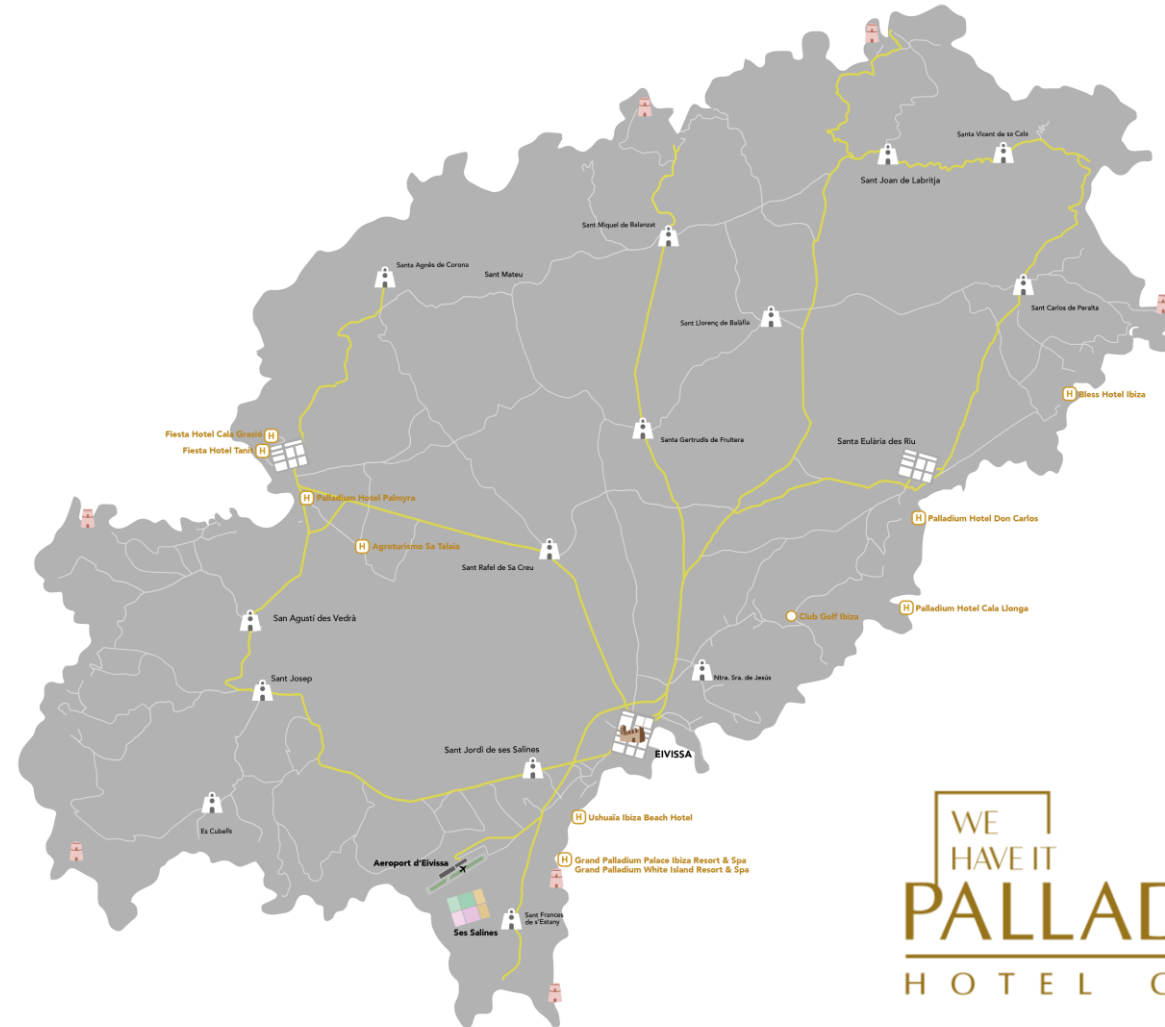 Santa Vicant de sa Cala
Sant Joan de Labritja
Sant Miquel de Balanzat
Santa Agnès de Corona
Sant Mateu
Sant Carlos de Peralta
Sant Llorenç de Balàfia
H Bless Hotel Ibiza
Fiesta Hotel Cala Gració H
Fiesta Hotel Tanit H
Santa Gertrudis de Fruitera
Santa Eulària des Riu
H Palladium Hotel Palmyra
H Palladium Hotel Don Carlos
H Agroturismo Sa Talaia
Sant Rafel de Sa Creu
H Palladium Hotel Cala Llonga
Club Golf Ibiza
San Agustí des Vedrà
Sant Josep
Ntra. Sra. de Jesús
Sant Jordi de ses Salines
EIVISSA
Es Cubells
H Ushuaïa Ibiza Beach Hotel
Aeroport d'Eivissa
H Grand Palladium Palace Ibiza Resort & Spa
Grand Palladium White Island Resort & Spa
Sant Frances
de s'Estany
Ses Salines
WE
HAVE IT
PALLAD
HOTEL